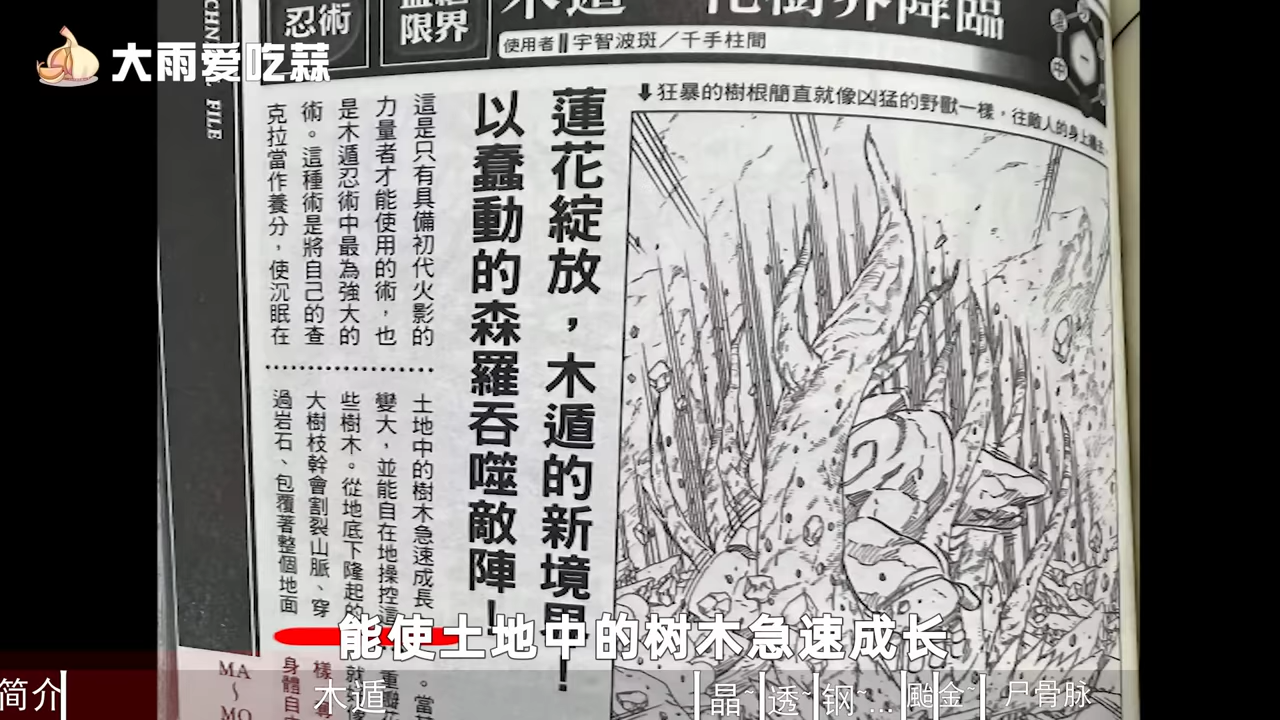 大雨爱吃蒜
忍術
限界
使用者‖宇智波斑／千手柱間
⬇狂暴的樹根簡直就像凶猛的野獸一樣，往敵人的身上
蓮花綻放，木遁的新境界！
以蠢動的森羅吞噬敵陣！
這是只有具備初代火影的
力量者才能使用的術，也
是木遁忍術中最為強大的
術。這種術是將自己的查
克拉當作養分，使沉眠在
土地中的樹木急速成長
變大，並能自在地操控這
些樹木。從地底下隆起的
大樹枝幹會割裂山脈、穿
過岩石、包覆著整個地面
FILE
MA
~
MO
能使土地中的树木急速成长
简介
木遁
晶~
透~
钢~
...
颱金~
尸骨脉